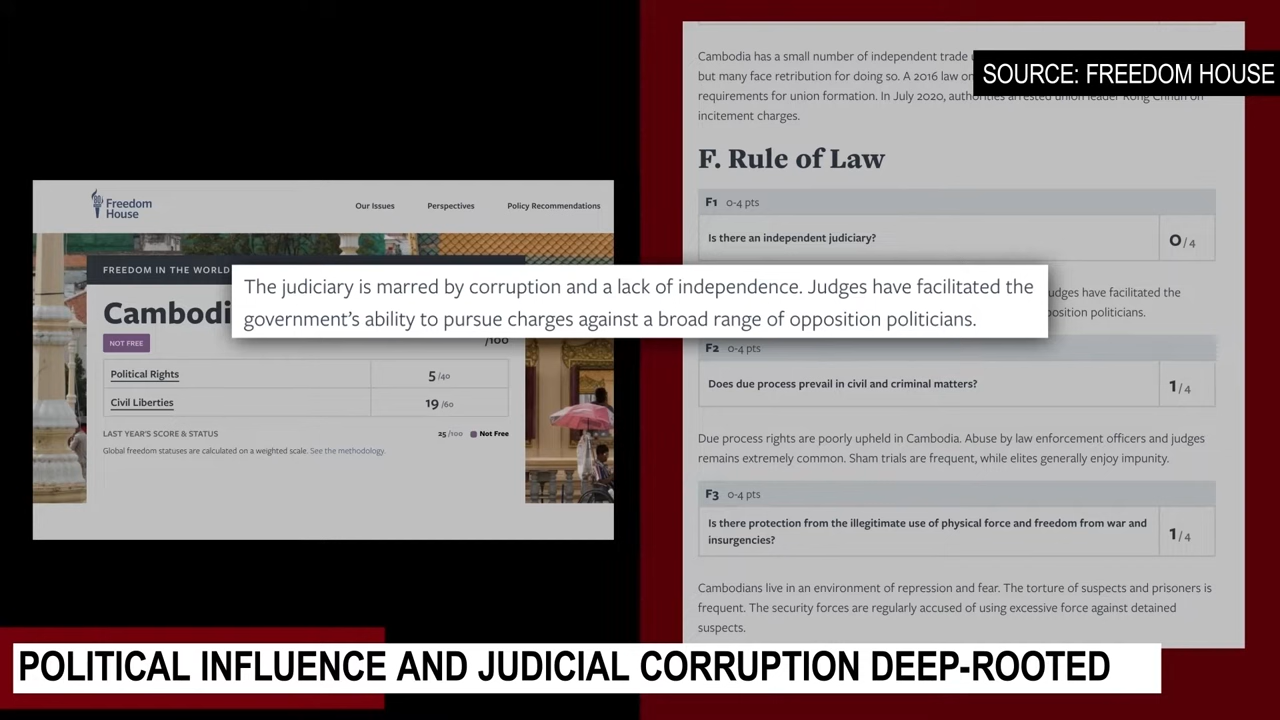 SOURCE: FREEDOM HOUSE
Freedom
House
Our Issues
Perspectives
Policy Recommendations
FREEDOM IN THE WORLD
NOT FREE
/100
Political Rights
5 /40
Civil Liberties
19 /60
LAST YEAR'S SCORE & STATUS
25 /100 Not Free
Global freedom statuses are calculated on a weighted scale. See the methodology.
The judiciary is marred by corruption and a lack of independence. Judges have facilitated the
government’s ability to pursue charges against a broad range of opposition politicians.
Cambodia has a small number of independent trade
but many face retribution for doing so. A 2016 law on
requirements for union formation. In July 2020, authorities arrested union leader Rong Chhun on
incitement charges.
F. Rule of Law
F1 0-4 pts
Is there an independent judiciary?
0 /4
udges have facilitated the
position politicians.
F2 0-4 pts
Does due process prevail in civil and criminal matters?
1 /4
Due process rights are poorly upheld in Cambodia. Abuse by law enforcement officers and judges
remains extremely common. Sham trials are frequent, while elites generally enjoy impunity.
F3 0-4 pts
Is there protection from the illegitimate use of physical force and freedom from war and
insurgencies?
1 /4
Cambodians live in an environment of repression and fear. The torture of suspects and prisoners is
frequent. The security forces are regularly accused of using excessive force against detained
suspects.
POLITICAL INFLUENCE AND JUDICIAL CORRUPTION DEEP-ROOTED